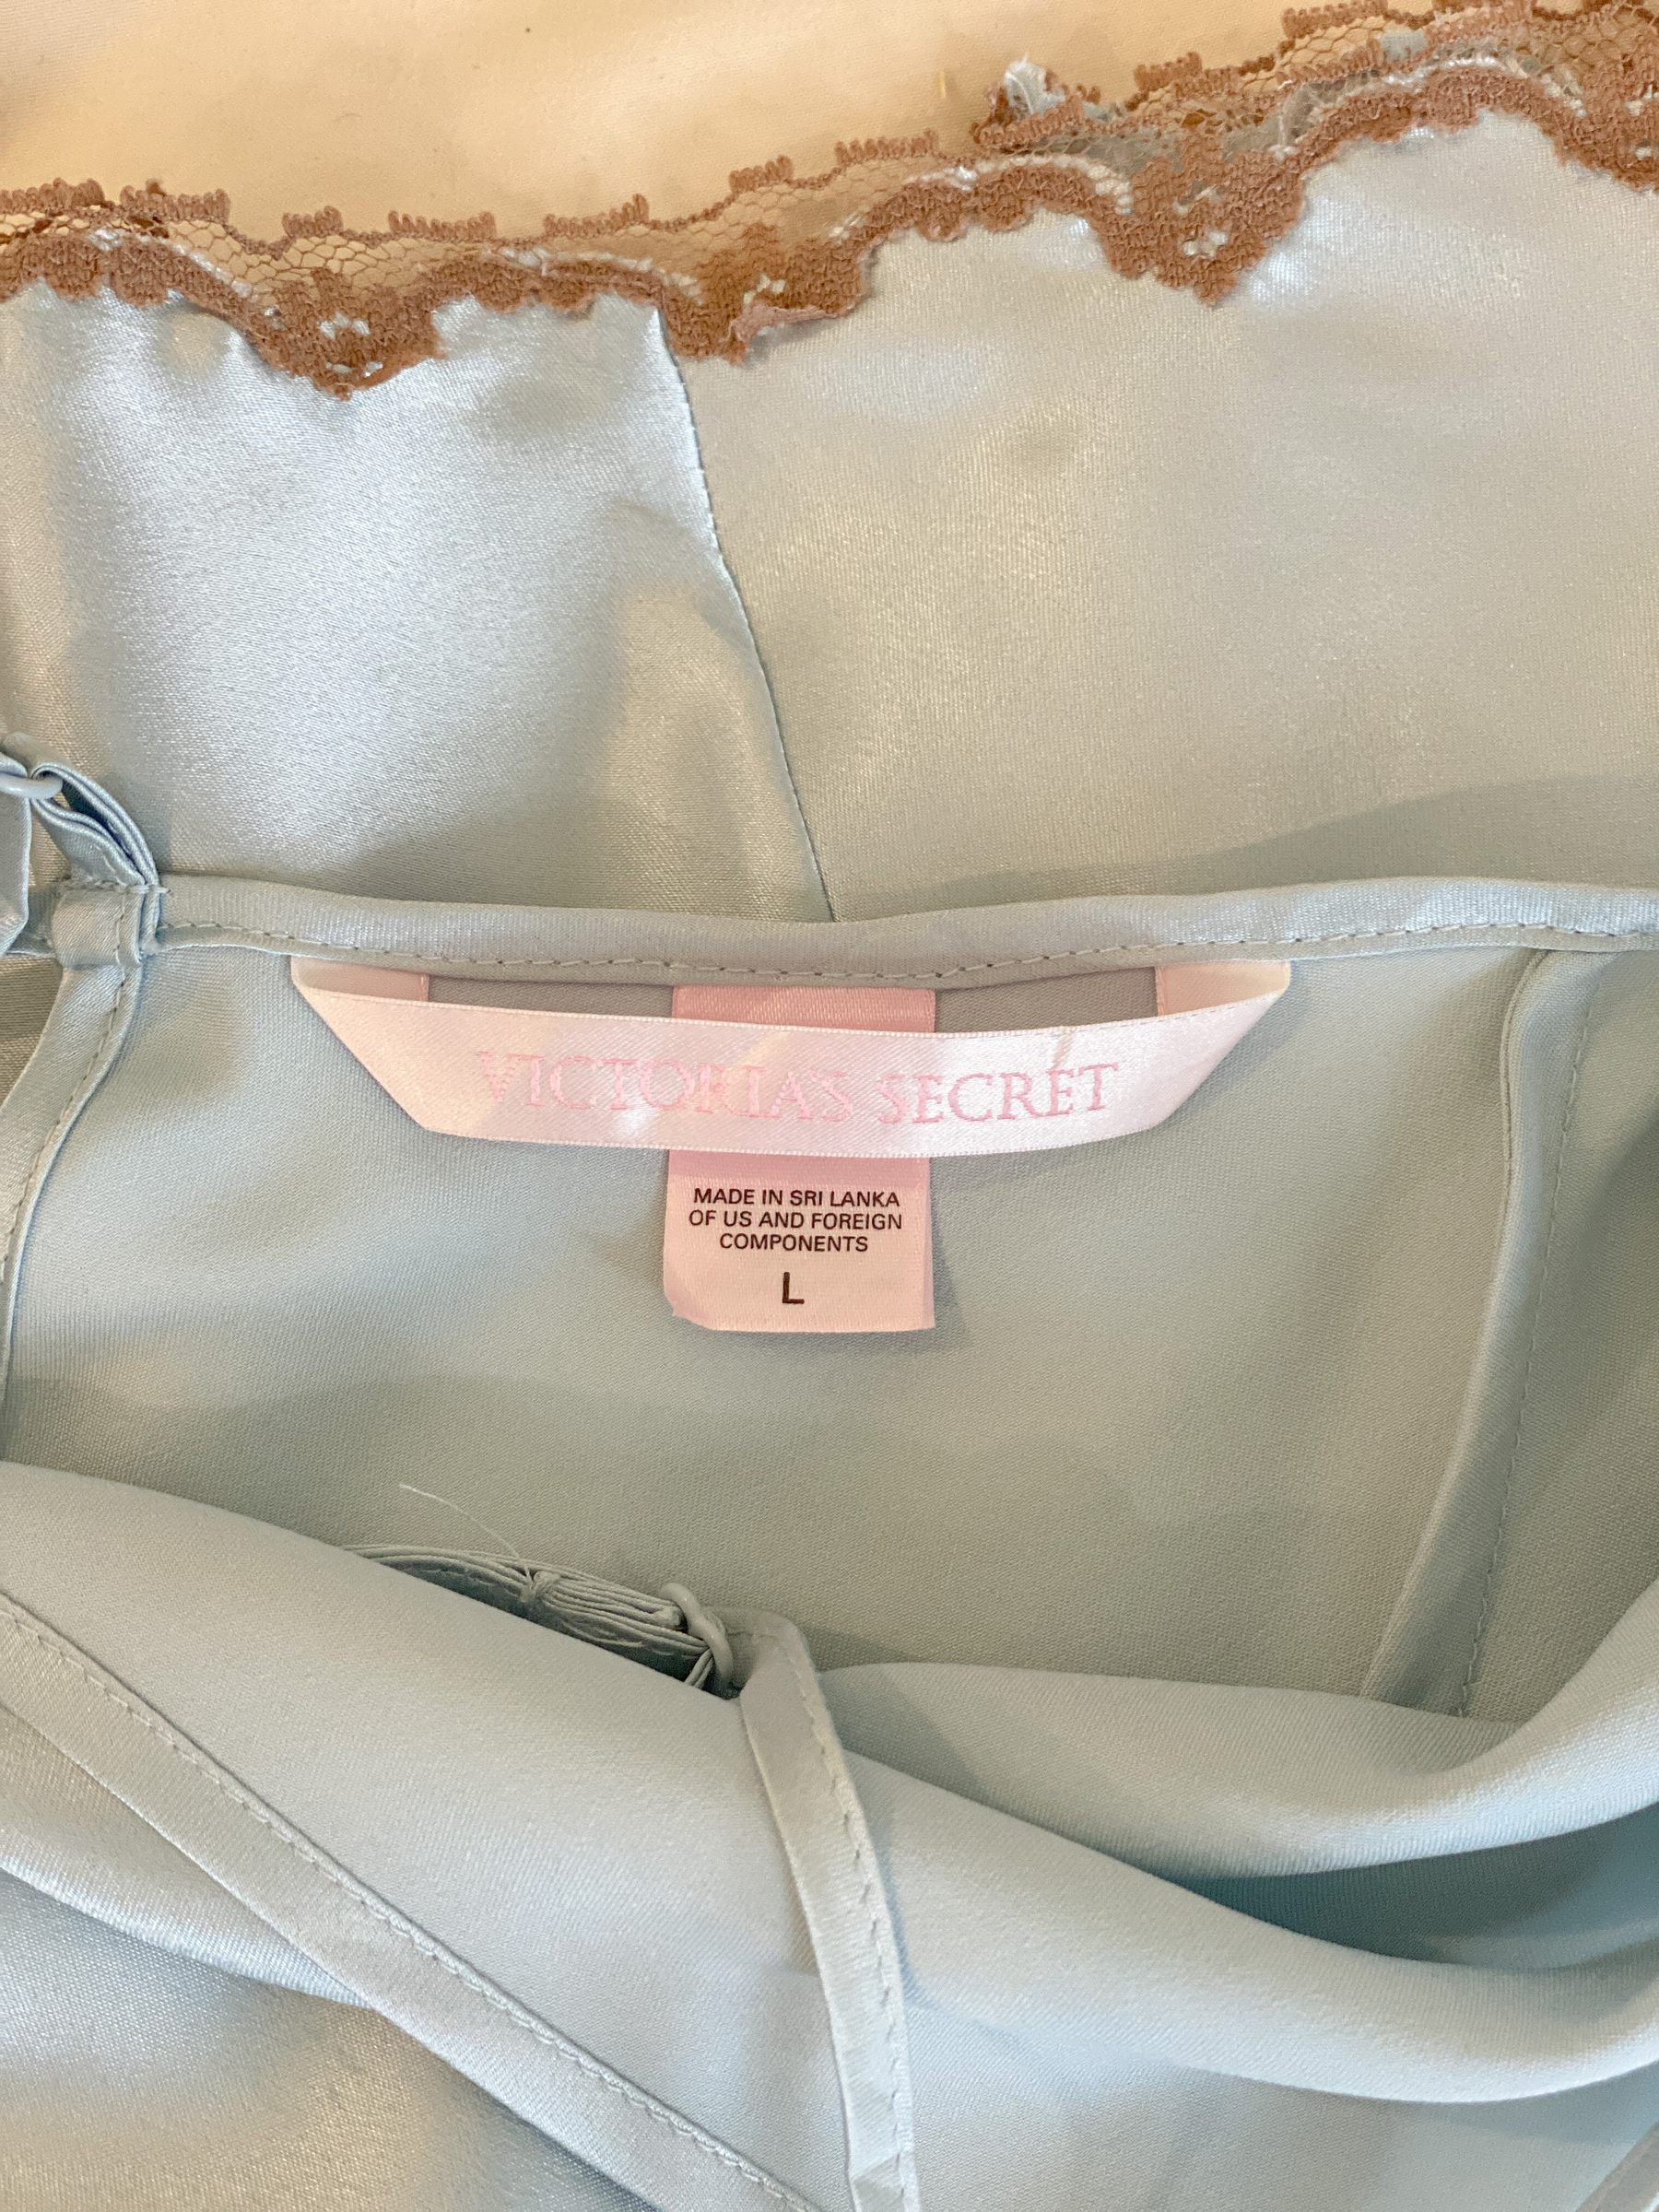 VICTORIA'S SECRET
MADE IN SRI LANKA
OF US AND FOREIGN
COMPONENTS
L